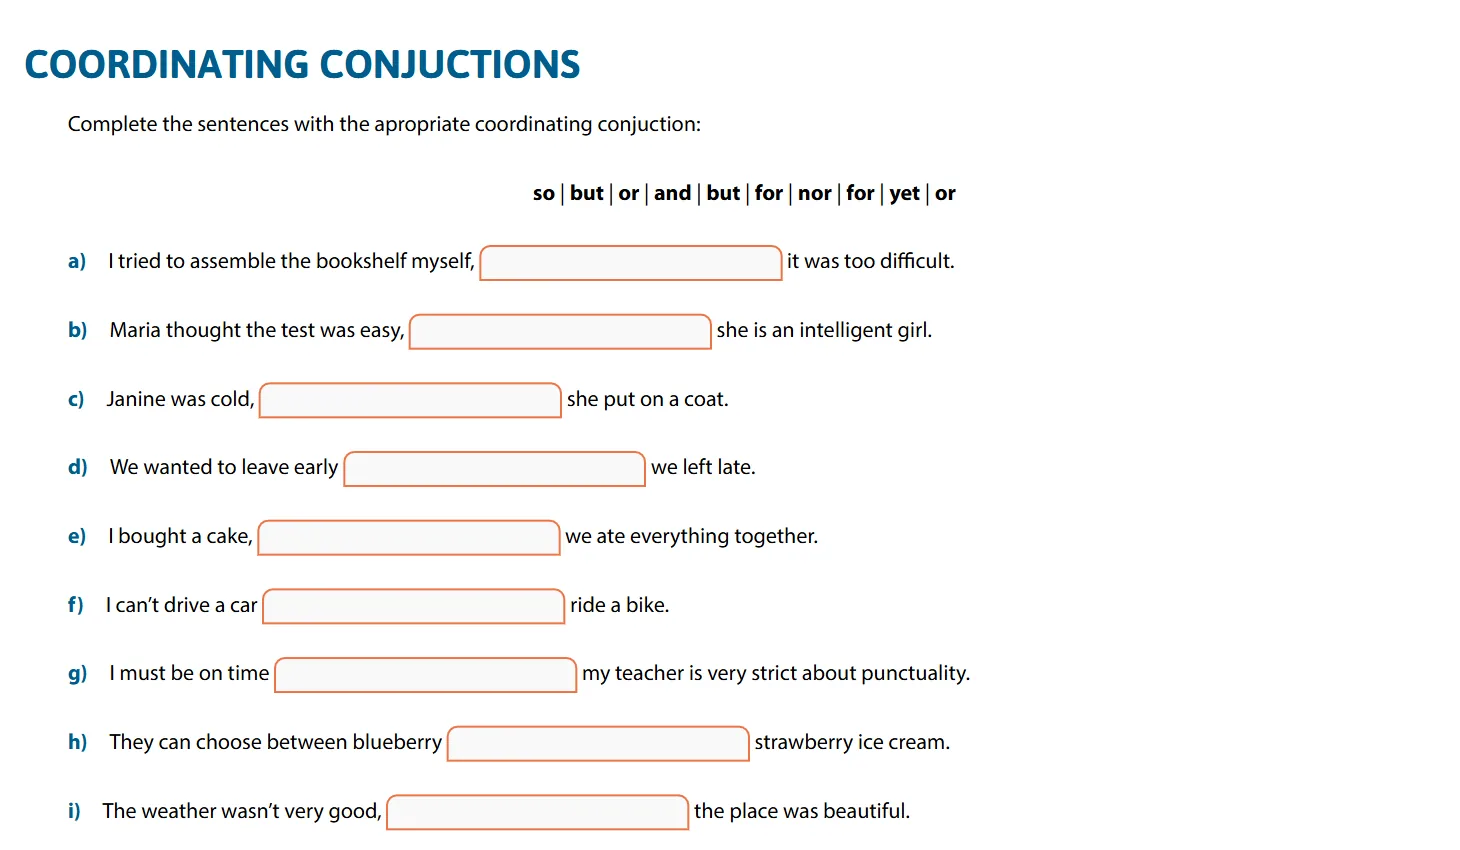 COORDINATING CONJUCTIONS
Complete the sentences with the apropriate coordinating conjuction:
so | but | or | and | but | for | nor | for | yet | or
a) I tried to assemble the bookshelf myself, it was too difficult.
b) Maria thought the test was easy, she is an intelligent girl.
c) Janine was cold, she put on a coat.
d) We wanted to leave early we left late.
e) I bought a cake, we ate everything together.
f) I can’t drive a car ride a bike.
g) I must be on time my teacher is very strict about punctuality.
h) They can choose between blueberry strawberry ice cream.
i) The weather wasn’t very good, the place was beautiful.